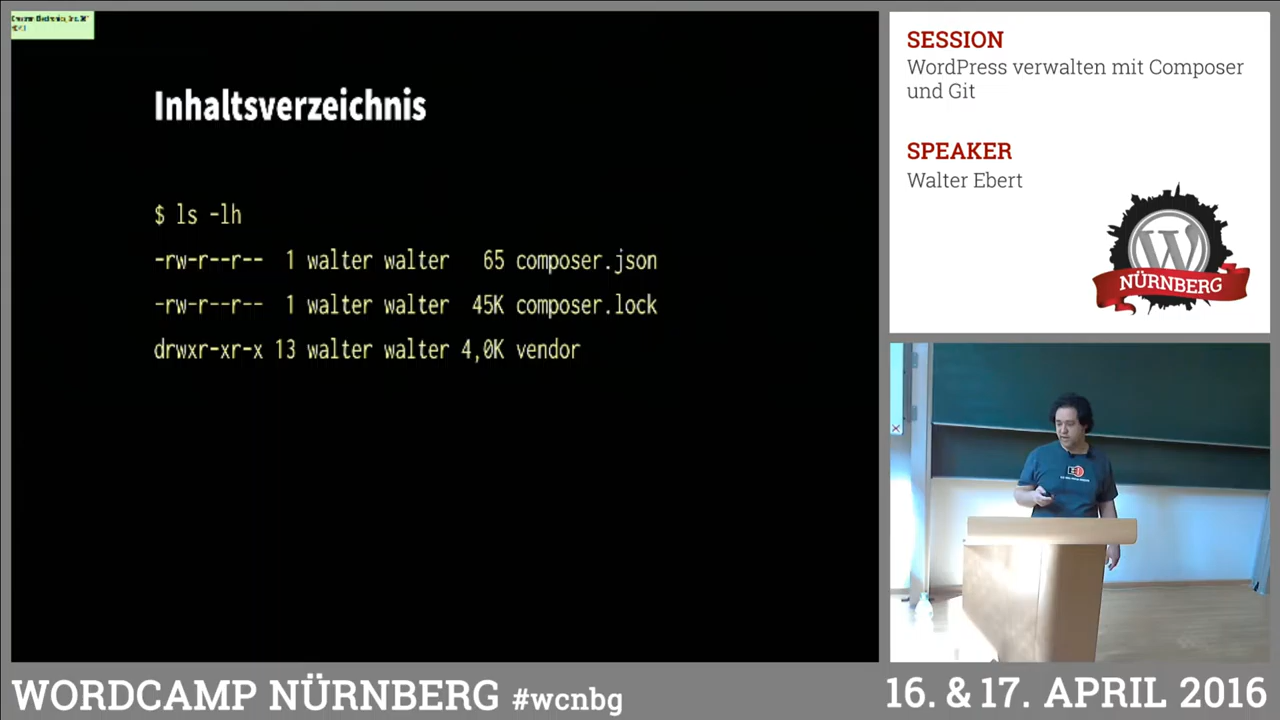 Inhaltsverzeichnis
$ ls -lh
-rw-r--r-- 1 walter walter 65 composer.json
-rw-r--r-- 1 walter walter 45K composer.lock
drwxr-xr-x 13 walter walter 4,0K vendor
SESSION
WordPress verwalten mit Composer
und Git
SPEAKER
Walter Ebert
NÜRNBERG
WORDCAMP NÜRNBERG #wcnbg
16. & 17. APRIL 2016